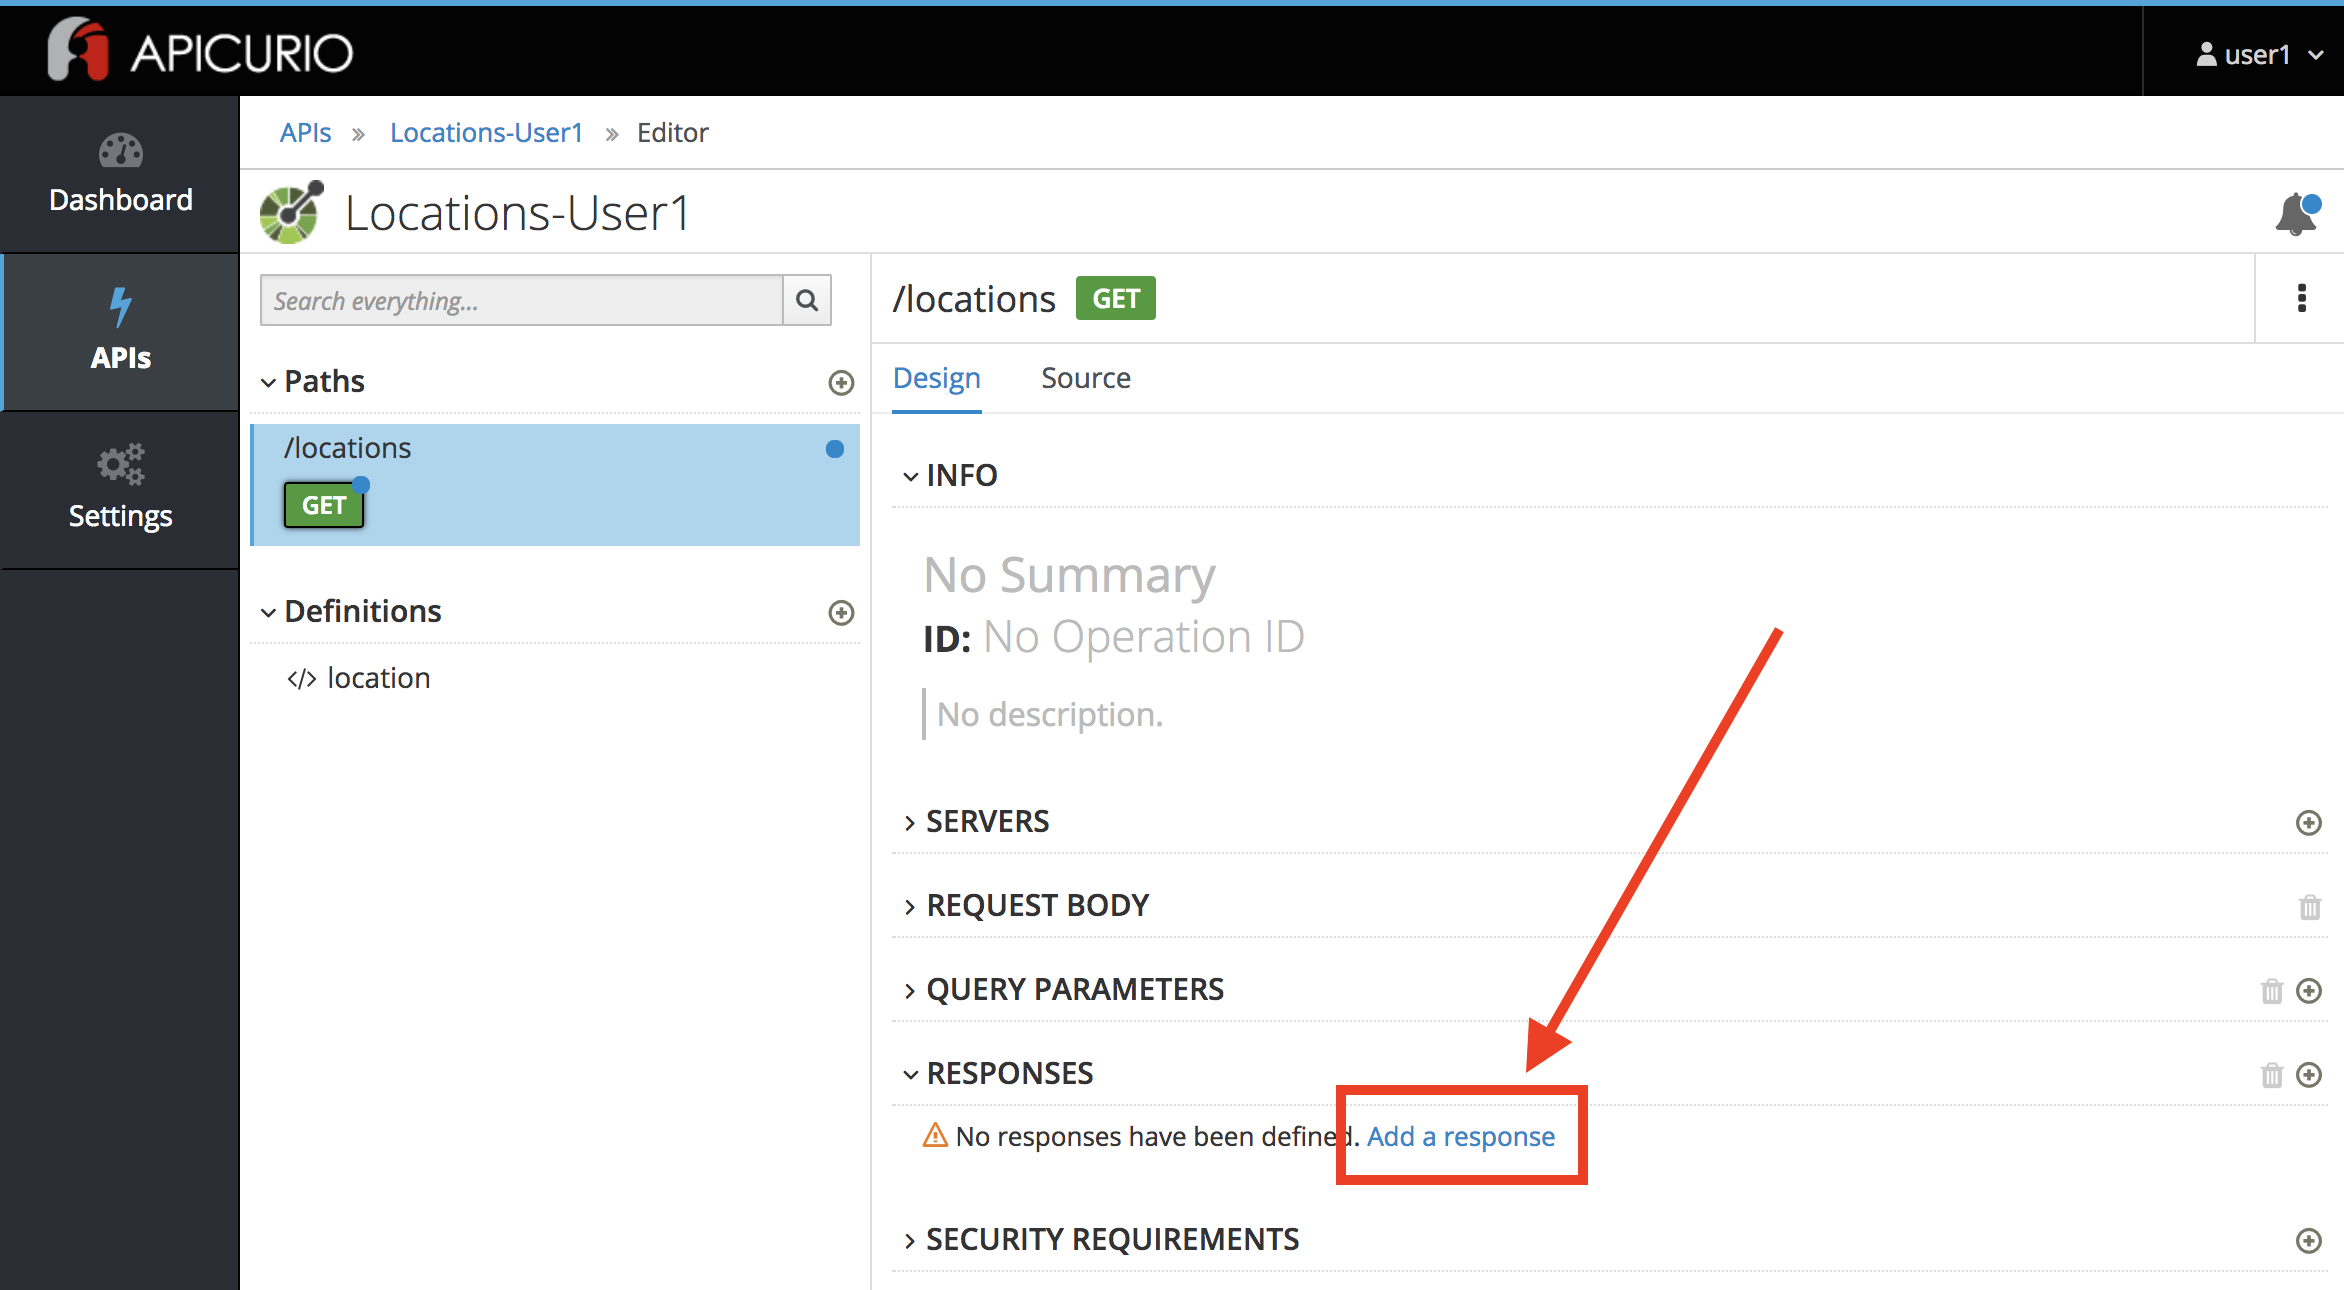 APICURIO
user1
Dashboard
APIs
Settings
APIs » Locations-User1 » Editor
Locations-User1
Search everything...
Paths
/locations
GET
Definitions
</> location
/locations GET
Design Source
INFO
No Summary
ID: No Operation ID
No description.
SERVERS
REQUEST BODY
QUERY PARAMETERS
RESPONSES
No responses have been defined. Add a response
SECURITY REQUIREMENTS